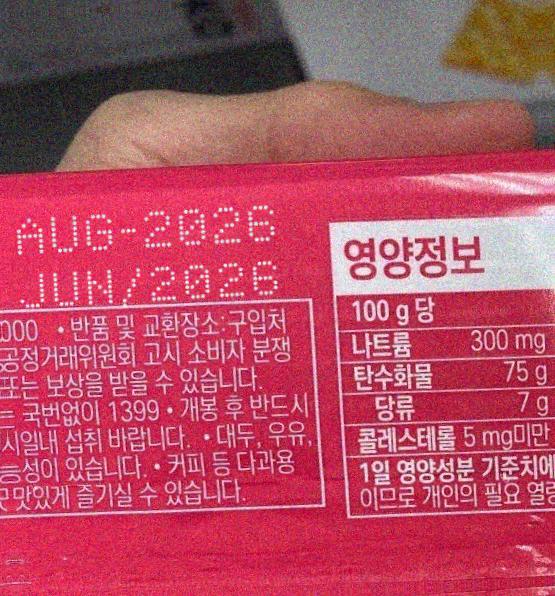 AUG-2026
JUN/2026
000 • 반품 및 교환장소:구입처
공정거래위원회 고시 소비자 분쟁
또는 보상을 받을 수 있습니다.
국번없이 1399 • 개봉 후 반드시
시일내 섭취 바랍니다. • 대두, 우유,
능성이 있습니다. • 커피 등 다과용
맛있게 즐기실 수 있습니다.
영양정보
100 g 당
나트륨 300 mg
탄수화물 75 g
당류 7 g
콜레스테롤 5 mg미만
1일 영양성분 기준치에
이므로 개인의 필요 열량